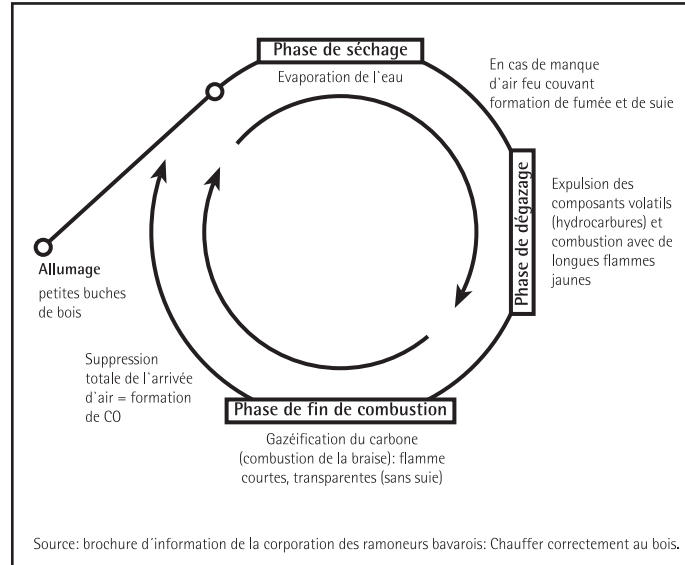 Phase de séchage
Evaporation de l`eau
En cas de manque
d`air feu couvant
formation de fumée et de suie
Phase de dégazage
Expulsion des
composants volatils
(hydrocarbures) et
combustion avec de
longues flammes
jaunes
Allumage
petites buches
de bois
Suppression
totale de l`arrivée
d`air = formation
de CO
Phase de fin de combustion
Gazéification du carbone
(combustion de la braise): flamme
courtes, transparentes (sans suie)
Source: brochure d´information de la corporation des ramoneurs bavarois: Chauffer correctement au bois.